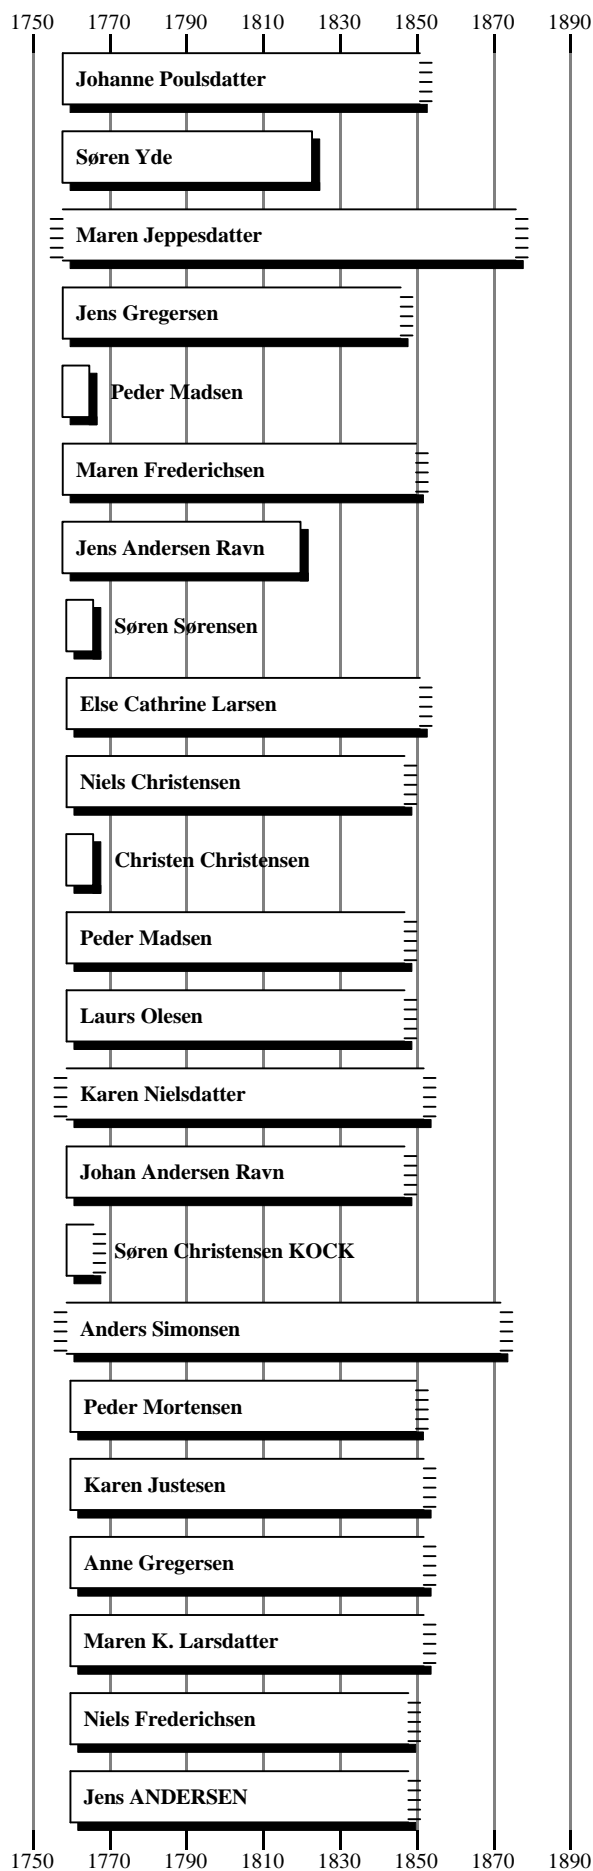 1750 1770 1790 1810 1830 1850 1870 1890
Johanne Poulsdatter
Søren Yde
Maren Jeppesdatter
Jens Gregersen
Peder Madsen
Maren Frederichsen
Jens Andersen Ravn
Søren Sørensen
Else Cathrine Larsen
Niels Christensen
Christen Christensen
Peder Madsen
Laurs Olesen
Karen Nielsdatter
Johan Andersen Ravn
Søren Christensen KOCK
Anders Simonsen
Peder Mortensen
Karen Justesen
Anne Gregersen
Maren K. Larsdatter
Niels Frederichsen
Jens ANDERSEN
1750 1770 1790 1810 1830 1850 1870 1890